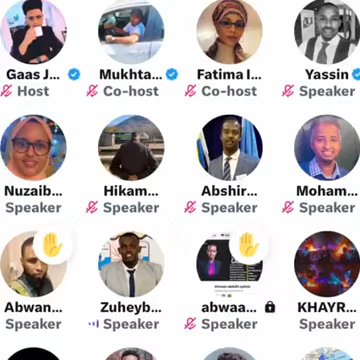 Gaas J... Mukhta... Fatima I... Yassin
Host Co-host Co-host Speaker
Nuzaib... Hikam... Abshir... Moham...
Speaker Speaker Speaker Speaker
Abwan... Zuheyb... abwaa... KHAYR...
Speaker Speaker Speaker Speaker